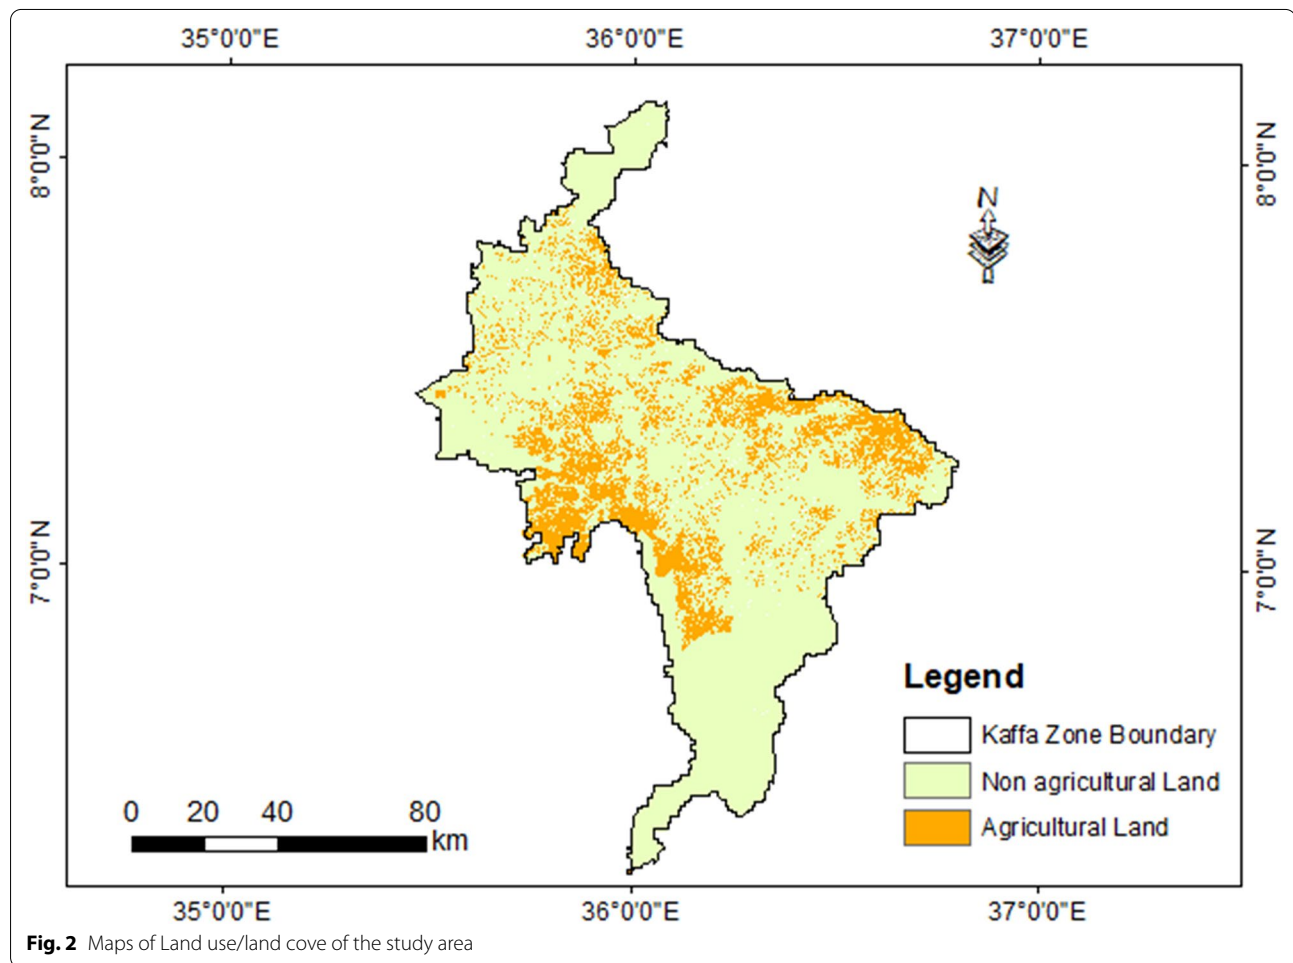 35°0'0"E 36°0'0"E 37°0'0"E
8°0'0"N
8°0'0"N
N
7°0'0"N
7°0'0"N
Legend
Kaffa Zone Boundary
Non agricultural Land
Agricultural Land
0 20 40 80
km
35°0'0"E 36°0'0"E 37°0'0"E
Fig. 2 Maps of Land use/land cove of the study area